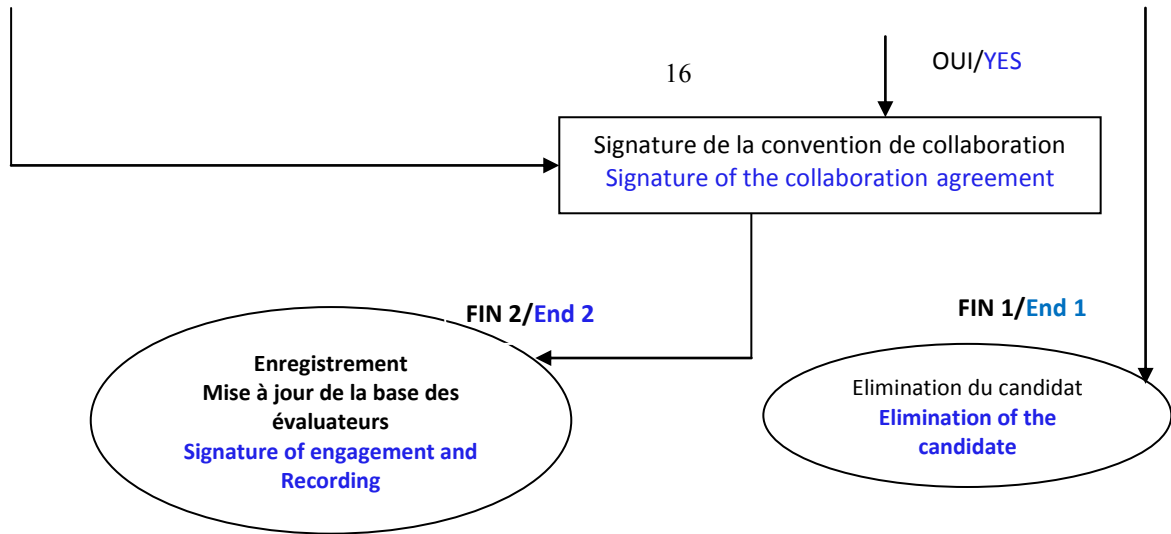 OUI/YES
16
Signature de la convention de collaboration
Signature of the collaboration agreement
FIN 2/End 2
FIN 1/End 1
Enregistrement
Mise à jour de la base des
évaluateurs
Signature of engagement and
Recording
Elimination du candidat
Elimination of the
candidate